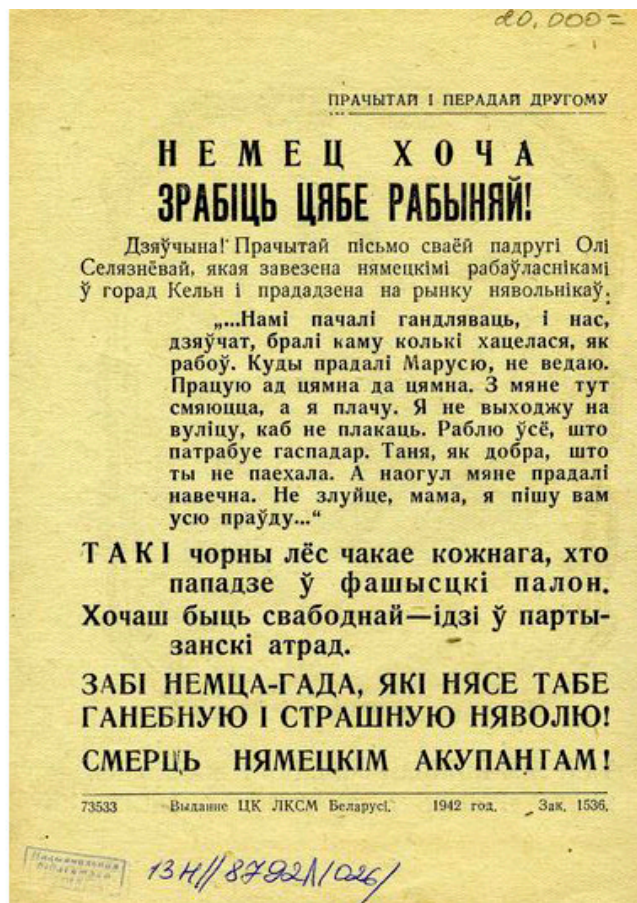 20.000=
ПРАЧЫТАЙ І ПЕРАДАЙ ДРУГОМУ
НЕМЕЦ ХОЧА
ЗРАБІЦЬ ЦЯБЕ РАБЫНЯЙ!
Дзяўчына! Прачытай пісьмо сваёй падругі Олі
Селязнёвай, якая завезена нямецкімі рабаўласнікамі
ў горад Кельн і прададзена на рынку нявольнікаў.
„...Намі пачалі гандляваць, і нас,
дзяўчат, бралі каму колькі хацелася, як
рабоў. Куды прадалі Марусю, не ведаю.
Працую ад цямна да цямна. З мяне тут
смяюцца, а я плачу. Я не выходжу на
вуліцу, каб не плакаць. Раблю ўсё, што
патрабуе гаспадар. Таня, як добра, што
ты не паехала. А наогул мяне прадалі
навечна. Не злуйце, мама, я пішу вам
усю праўду...“
ТАКІ чорны лёс чакае кожнага, хто
пападзе ў фашысцкі палон.
Хочаш быць свабоднай—ідзі ў парты-
занскі атрад.
ЗАБІ НЕМЦА-ГАДА, ЯКІ НЯСЕ ТАБЕ
ГАНЕБНУЮ І СТРАШНУЮ НЯВОЛЮ!
СМЕРЦЬ НЯМЕЦКІМ АКУПАНТАМ!
73533 Выданне ЦК ЛКСМ Беларусі. 1942 год. Зак. 1536.
13Н//8792//026/